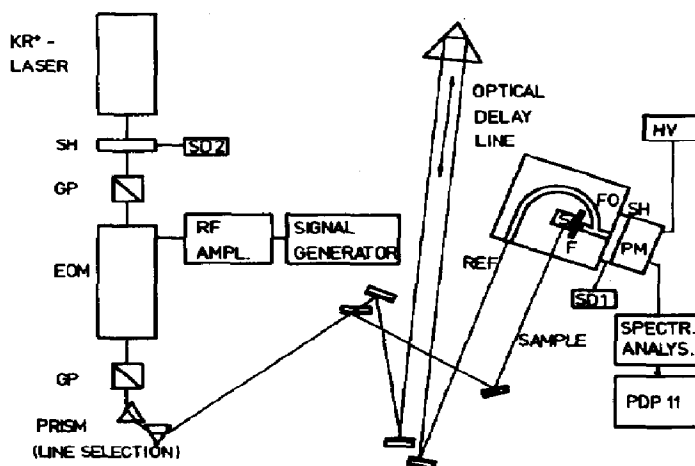 KR⁺ -
LASER
SH
SD2
GP
EOM
RF
AMPL.
SIGNAL
GENERATOR
GP
PRISM
(LINE SELECTION)
OPTICAL
DELAY
LINE
REF
SAMPLE
S
F
FO
SH
PM
SD1
HV
SPECTR.
ANALYS.
PDP 11